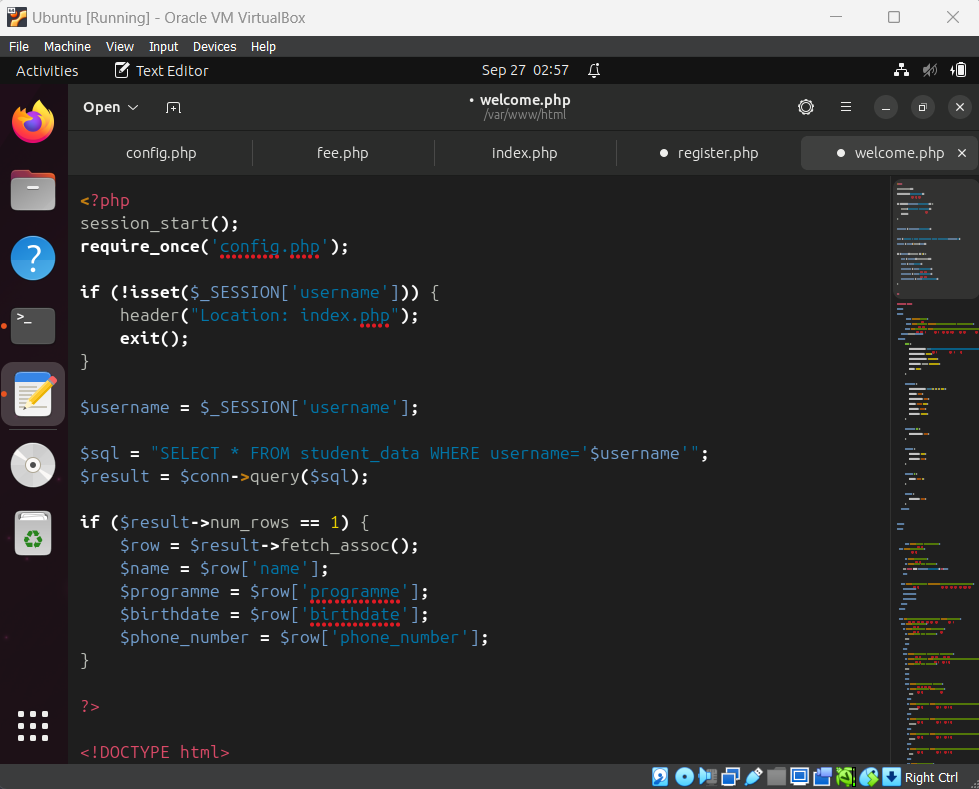 Ubuntu [Running] - Oracle VM VirtualBox
File Machine View Input Devices Help
Activities Text Editor Sep 27 02:57
Open • welcome.php
/var/www/html
config.php fee.php index.php ● register.php ● welcome.php ×
<?php
session_start();
require_once('config.php');

if (!isset($_SESSION['username'])) {
    header("Location: index.php");
    exit();
}

$username = $_SESSION['username'];

$sql = "SELECT * FROM student_data WHERE username='$username'";
$result = $conn->query($sql);

if ($result->num_rows == 1) {
    $row = $result->fetch_assoc();
    $name = $row['name'];
    $programme = $row['programme'];
    $birthdate = $row['birthdate'];
    $phone_number = $row['phone_number'];
}

?>

<!DOCTYPE html>
Right Ctrl